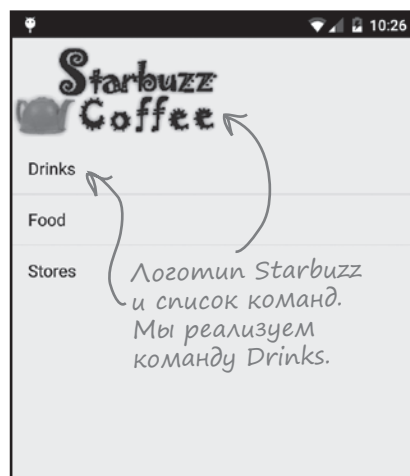 10:26
Starbuzz
Coffee
Drinks
Food
Stores
Логотип Starbuzz
и список команд.
Мы реализуем
команду Drinks.